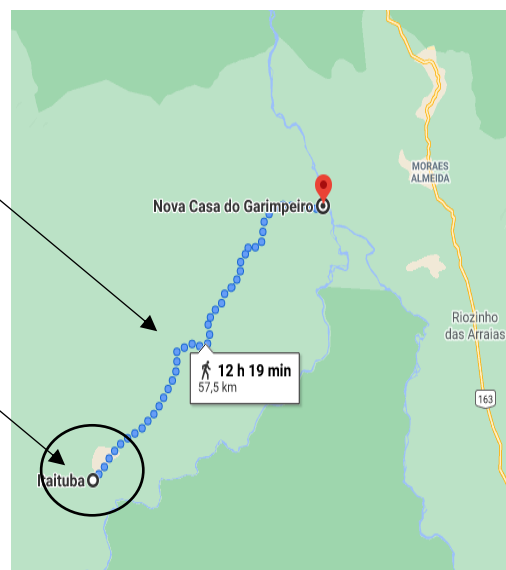 MORAES
ALMEIDA
Nova Casa do Garimpeiro
Riozinho
das Arraias
12 h 19 min
57,5 km
163
Itaituba